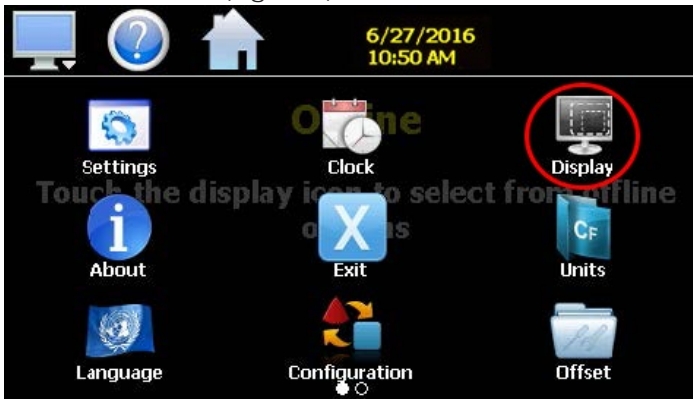 ?
6/27/2016
10:50 AM
Offline
Settings
Clock
Display
Touch the display icon to select from offline
options
i
X
CF
About
Exit
Units
Language
Configuration
Offset